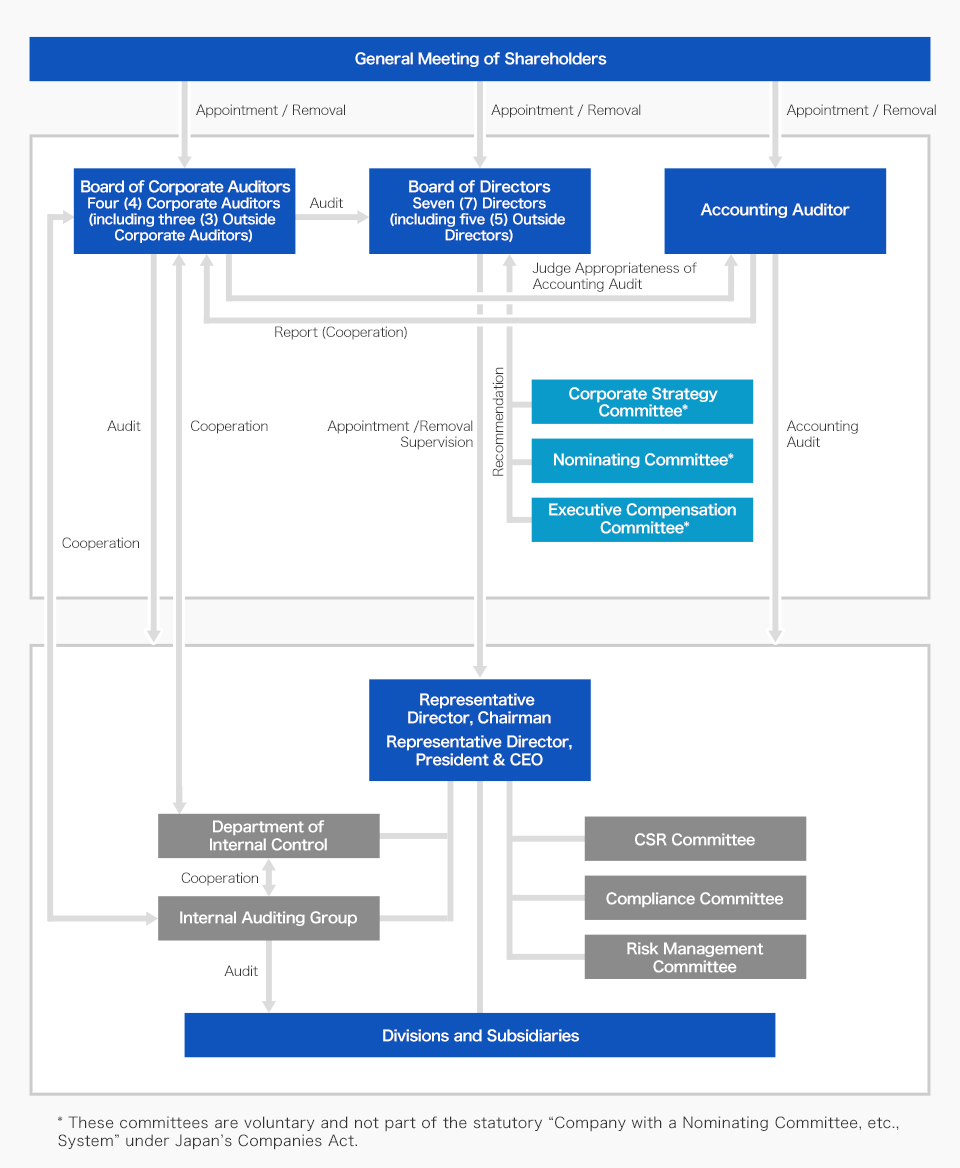 General Meeting of Shareholders
Appointment / Removal
Appointment / Removal
Appointment / Removal
Board of Corporate Auditors
Four (4) Corporate Auditors
(including three (3) Outside
Corporate Auditors)
Audit
Board of Directors
Seven (7) Directors
(including five (5) Outside
Directors)
Accounting Auditor
Judge Appropriateness of
Accounting Audit
Report (Cooperation)
Audit
Cooperation
Appointment /Removal
Supervision
Recommendation
Corporate Strategy
Committee*
Nominating Committee*
Executive Compensation
Committee*
Accounting
Audit
Cooperation
Representative
Director, Chairman
Representative Director,
President & CEO
Department of
Internal Control
Cooperation
Internal Auditing Group
Audit
CSR Committee
Compliance Committee
Risk Management
Committee
Divisions and Subsidiaries
* These committees are voluntary and not part of the statutory “Company with a Nominating Committee, etc.,
System” under Japan’s Companies Act.